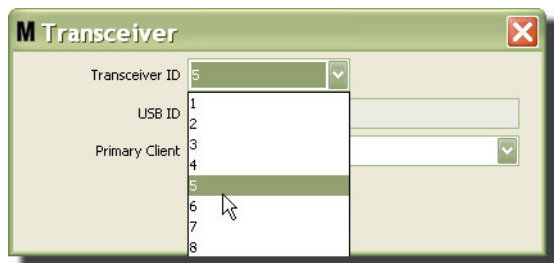 M Transceiver
Transceiver ID 5
1
USB ID
2
Primary Client 3
4
5
6
7
8